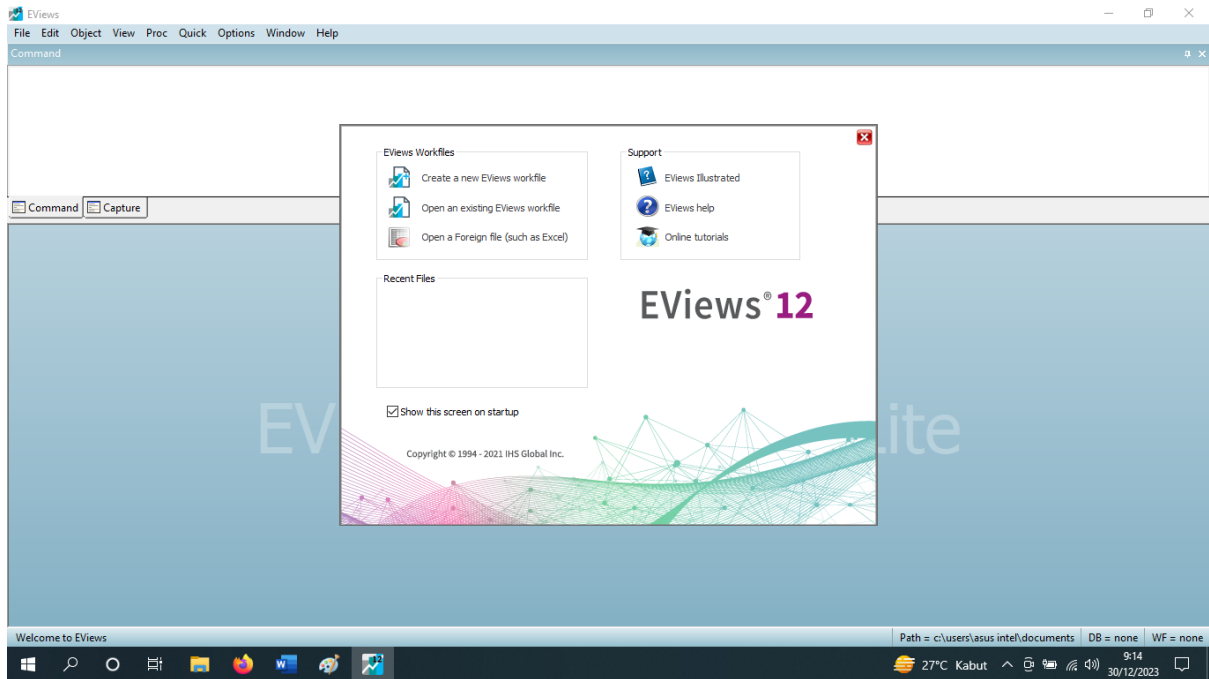 EViews
File Edit Object View Proc Quick Options Window Help
Command
Command Capture
EViews Workfiles
Create a new EViews workfile
Open an existing EViews workfile
Open a Foreign file (such as Excel)
Support
EViews Illustrated
EViews help
Online tutorials
Recent Files
EViews®12
Show this screen on startup
Copyright © 1994 - 2021 IHS Global Inc.
Welcome to EViews
Path = c:\users\asus intel\documents DB = none WF = none
27°C Kabut
9:14
30/12/2023